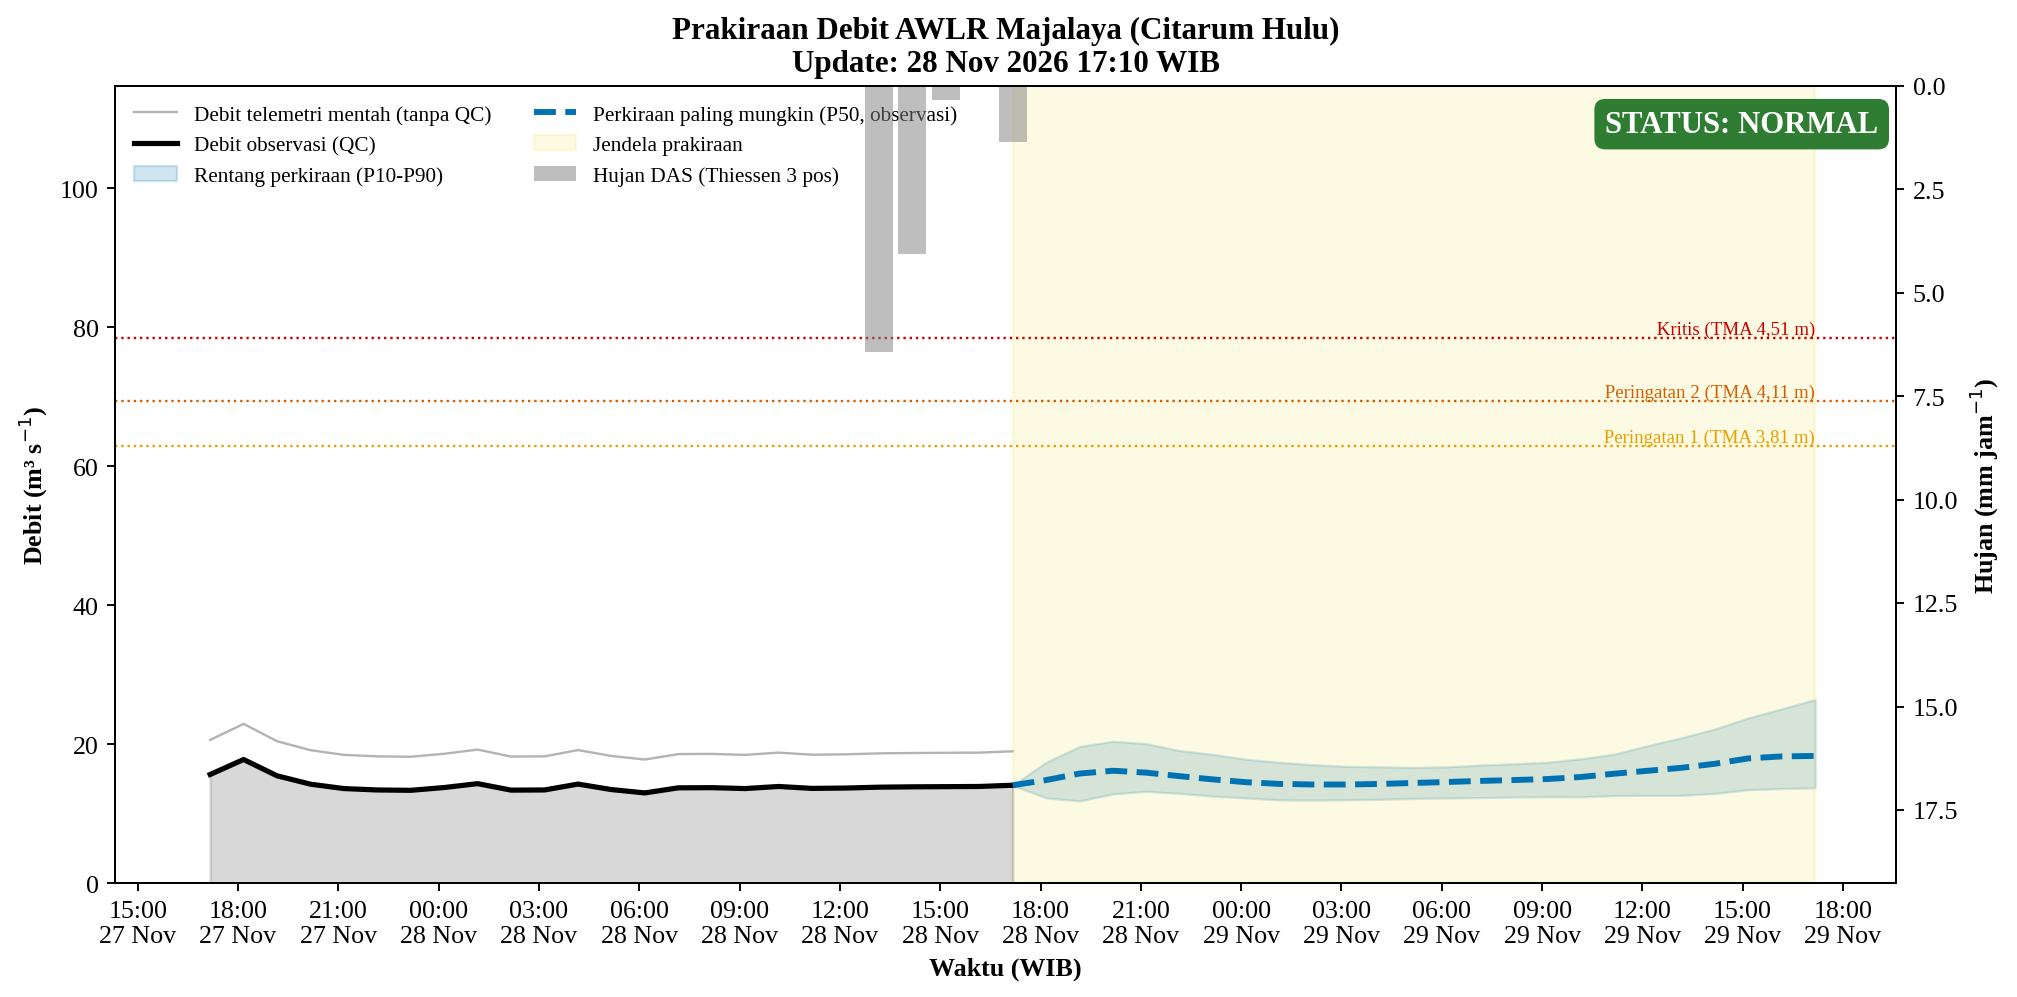 Prakiraan Debit AWLR Majalaya (Citarum Hulu)
Update: 28 Nov 2026 17:10 WIB
Debit telemetri mentah (tanpa QC)
Debit observasi (QC)
Rentang perkiraan (P10-P90)
Perkiraan paling mungkin (P50, observasi)
Jendela prakiraan
Hujan DAS (Thiessen 3 pos)
STATUS: NORMAL
Kritis (TMA 4,51 m)
Peringatan 2 (TMA 4,11 m)
Peringatan 1 (TMA 3,81 m)
Debit (m³ s⁻¹)
100
80
60
40
20
0
Hujan (mm jam⁻¹)
0.0
2.5
5.0
7.5
10.0
12.5
15.0
17.5
15:00 18:00 21:00 00:00 03:00 06:00 09:00 12:00 15:00 18:00 21:00 00:00 03:00 06:00 09:00 12:00 15:00 18:00
27 Nov 27 Nov 27 Nov 28 Nov 28 Nov 28 Nov 28 Nov 28 Nov 28 Nov 28 Nov 28 Nov 29 Nov 29 Nov 29 Nov 29 Nov 29 Nov 29 Nov 29 Nov
Waktu (WIB)